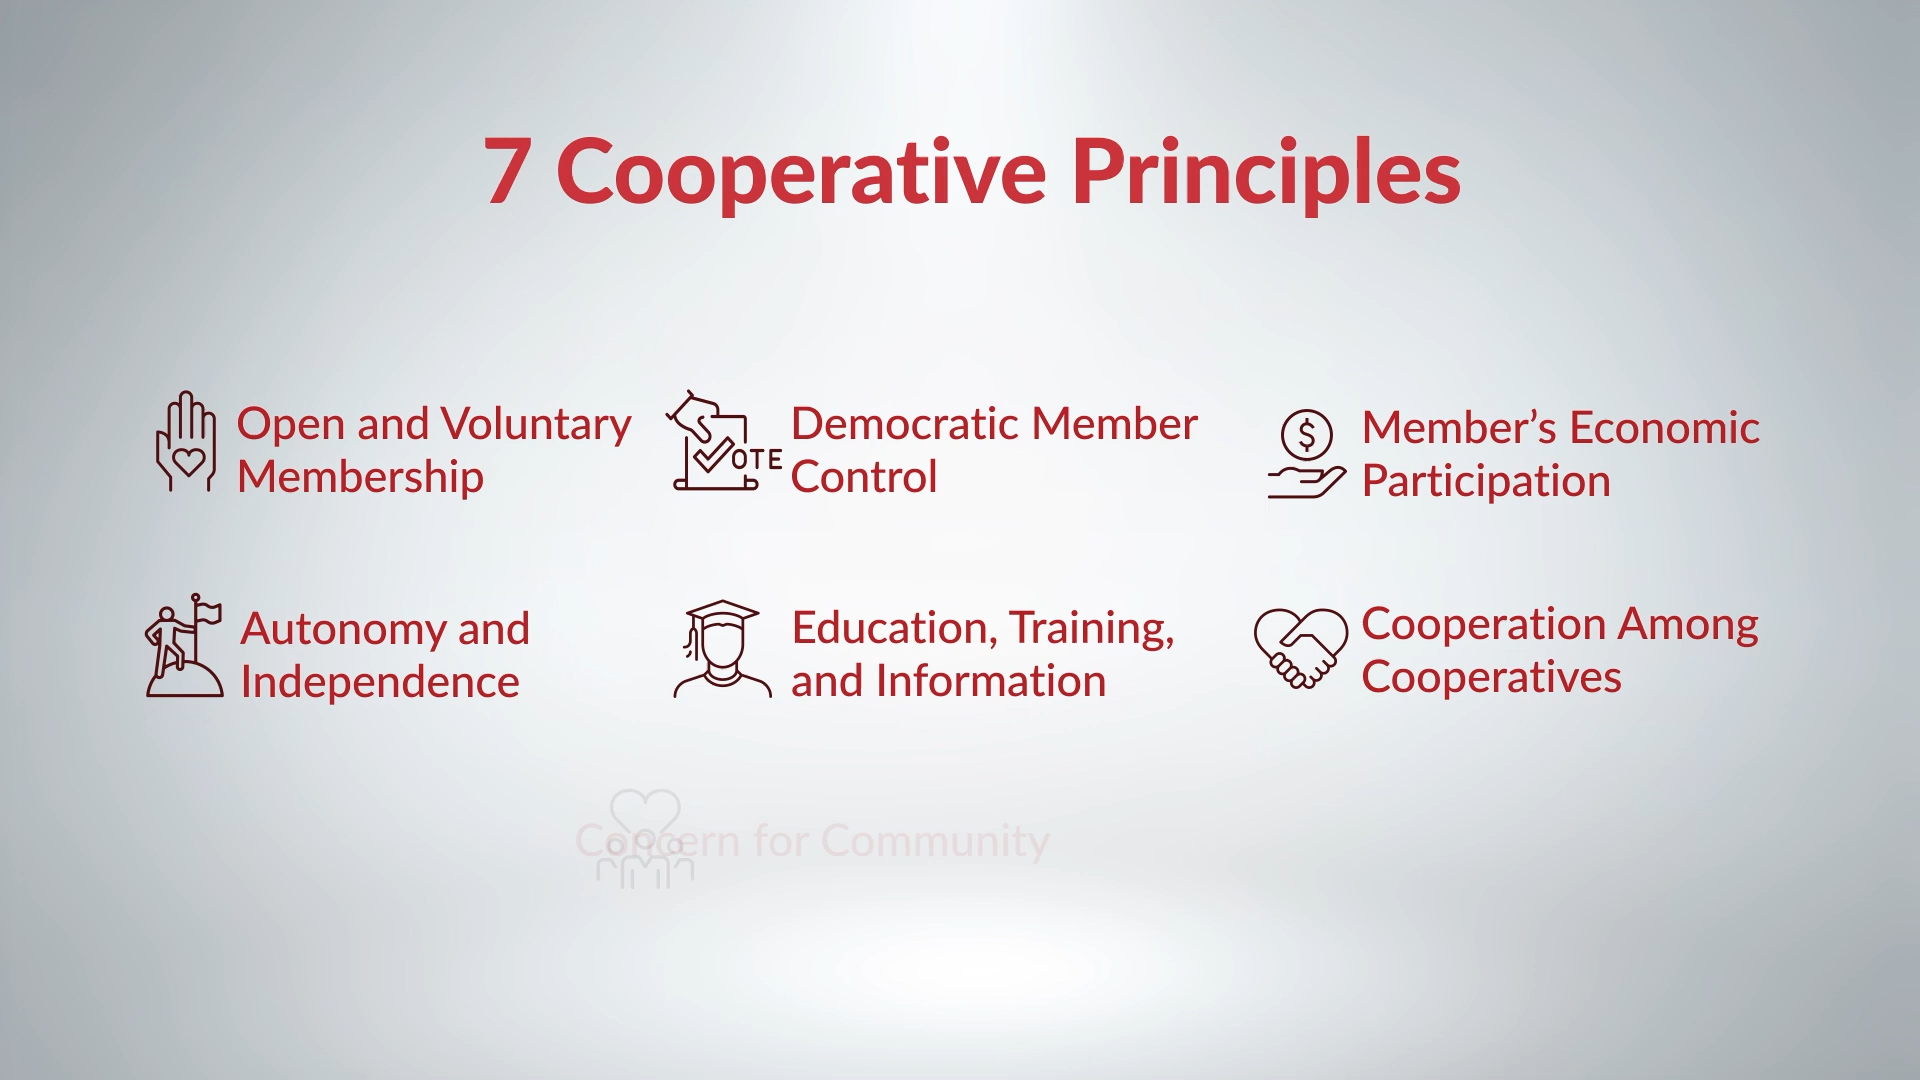 7 Cooperative Principles
Open and Voluntary
Membership
OTE
Democratic Member
Control
$
Member’s Economic
Participation
Autonomy and
Independence
Education, Training,
and Information
Cooperation Among
Cooperatives
Concern for Community